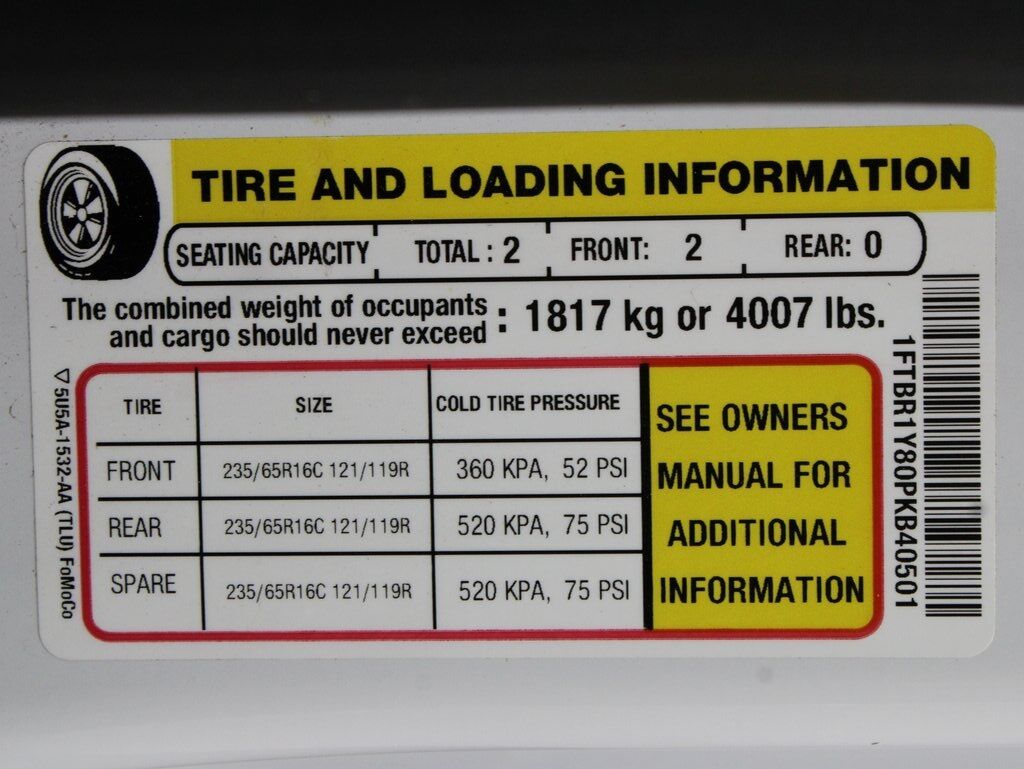 TIRE AND LOADING INFORMATION
SEATING CAPACITY TOTAL : 2 FRONT: 2 REAR: 0
The combined weight of occupants
and cargo should never exceed : 1817 kg or 4007 lbs.
TIRE SIZE COLD TIRE PRESSURE
FRONT 235/65R16C 121/119R 360 KPA, 52 PSI
REAR 235/65R16C 121/119R 520 KPA, 75 PSI
SPARE 235/65R16C 121/119R 520 KPA, 75 PSI
SEE OWNERS
MANUAL FOR
ADDITIONAL
INFORMATION
5U5A-1532-AA (TLU) FoMoCo
1FTBR1Y80PKB40501